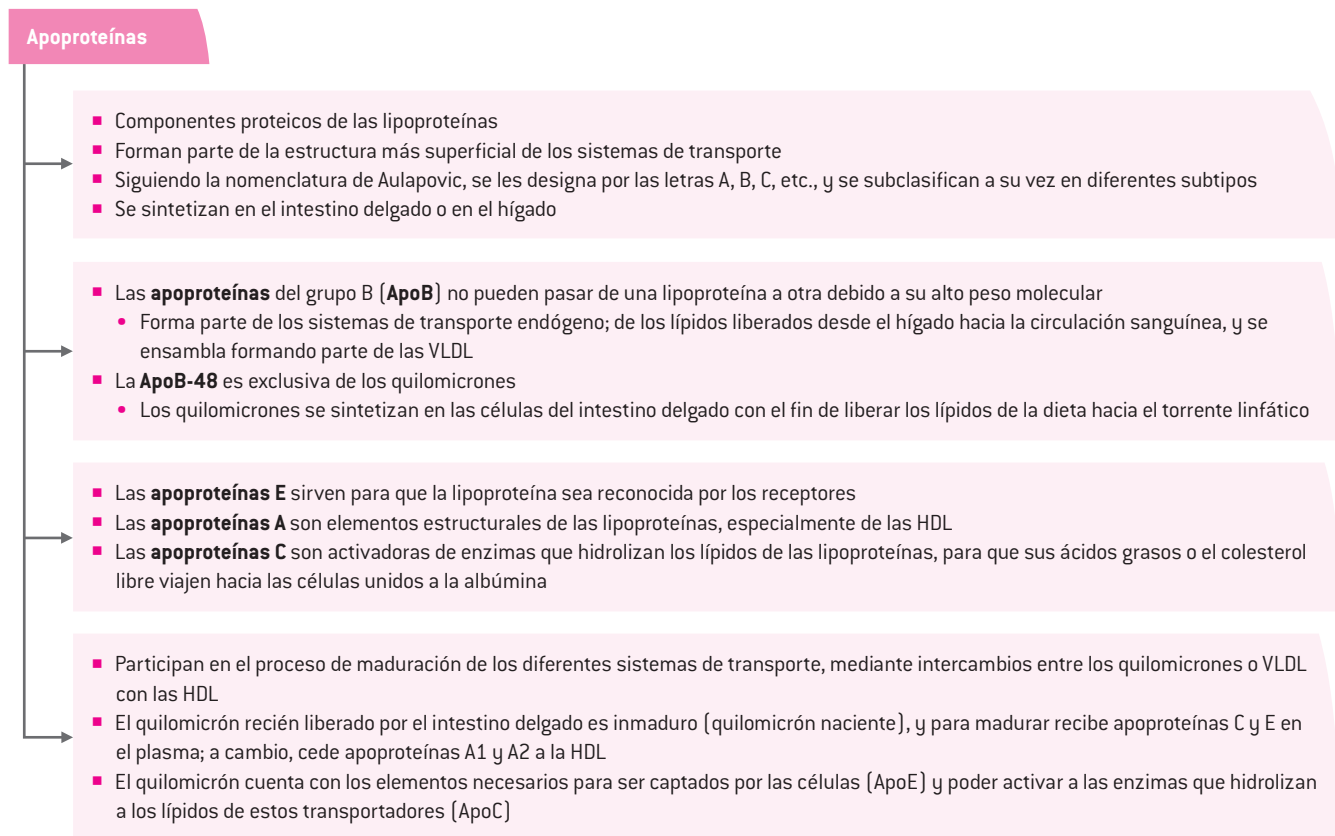 Apoproteínas
▪ Componentes proteicos de las lipoproteínas
▪ Forman parte de la estructura más superficial de los sistemas de transporte
▪ Siguiendo la nomenclatura de Aulapovic, se les designa por las letras A, B, C, etc., y se subclasifican a su vez en diferentes subtipos
▪ Se sintetizan en el intestino delgado o en el hígado
▪ Las apoproteínas del grupo B (ApoB) no pueden pasar de una lipoproteína a otra debido a su alto peso molecular
• Forma parte de los sistemas de transporte endógeno; de los lípidos liberados desde el hígado hacia la circulación sanguínea, y se
ensambla formando parte de las VLDL
▪ La ApoB-48 es exclusiva de los quilomicrones
• Los quilomicrones se sintetizan en las células del intestino delgado con el fin de liberar los lípidos de la dieta hacia el torrente linfático
▪ Las apoproteínas E sirven para que la lipoproteína sea reconocida por los receptores
▪ Las apoproteínas A son elementos estructurales de las lipoproteínas, especialmente de las HDL
▪ Las apoproteínas C son activadoras de enzimas que hidrolizan los lípidos de las lipoproteínas, para que sus ácidos grasos o el colesterol
libre viajen hacia las células unidos a la albúmina
▪ Participan en el proceso de maduración de los diferentes sistemas de transporte, mediante intercambios entre los quilomicrones o VLDL
con las HDL
▪ El quilomicrón recién liberado por el intestino delgado es inmaduro (quilomicrón naciente), y para madurar recibe apoproteínas C y E en
el plasma; a cambio, cede apoproteínas A1 y A2 a la HDL
▪ El quilomicrón cuenta con los elementos necesarios para ser captados por las células (ApoE) y poder activar a las enzimas que hidrolizan
a los lípidos de estos transportadores (ApoC)